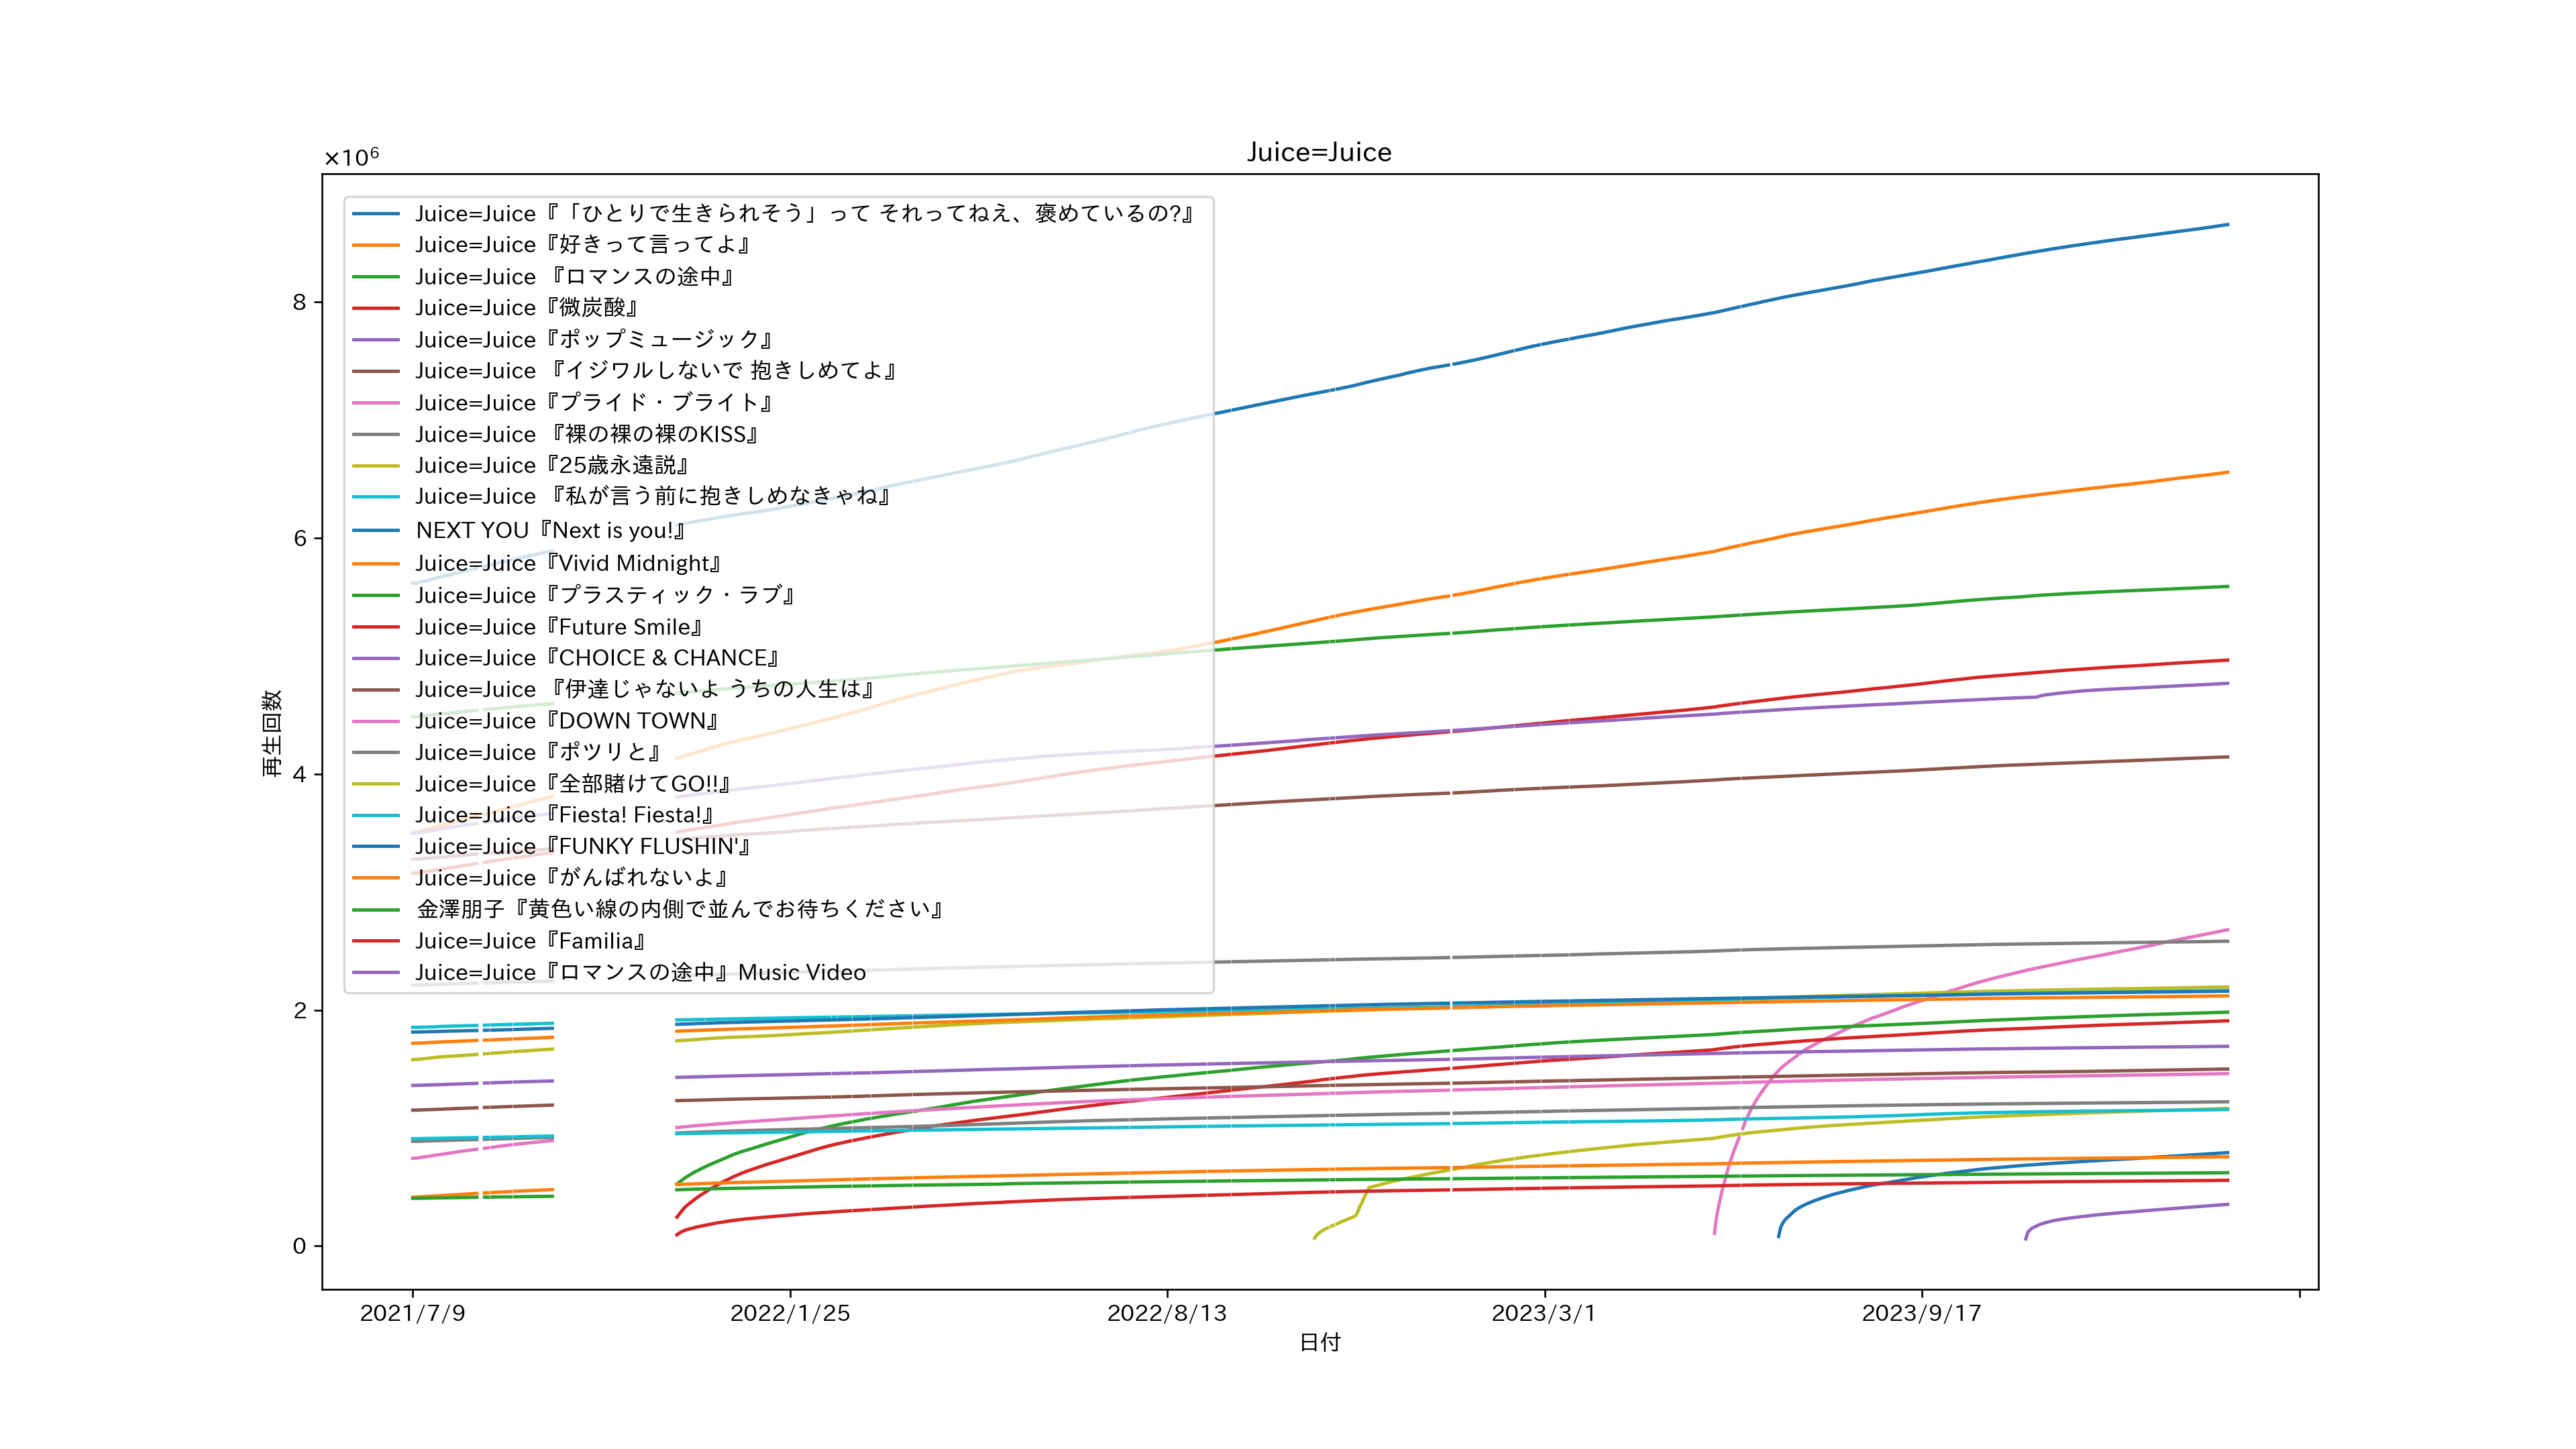 Juice=Juice
×10⁶
Juice=Juice『「ひとりで生きられそう」って それってねえ、褒めているの?』
Juice=Juice『好きって言ってよ』
Juice=Juice 『ロマンスの途中』
Juice=Juice『微炭酸』
Juice=Juice『ポップミュージック』
Juice=Juice 『イジワルしないで 抱きしめてよ』
Juice=Juice『プライド・ブライト』
Juice=Juice 『裸の裸の裸のKISS』
Juice=Juice『25歳永遠説』
Juice=Juice 『私が言う前に抱きしめなきゃね』
NEXT YOU『Next is you!』
Juice=Juice『Vivid Midnight』
Juice=Juice『プラスティック・ラブ』
Juice=Juice『Future Smile』
Juice=Juice『CHOICE & CHANCE』
Juice=Juice 『伊達じゃないよ うちの人生は』
Juice=Juice『DOWN TOWN』
Juice=Juice『ポツリと』
Juice=Juice『全部賭けてGO!!』
Juice=Juice『Fiesta! Fiesta!』
Juice=Juice『FUNKY FLUSHIN'』
Juice=Juice『がんばれないよ』
金澤朋子『黄色い線の内側で並んでお待ちください』
Juice=Juice『Familia』
Juice=Juice『ロマンスの途中』Music Video
8
6
4
2
0
再生回数
2021/7/9
2022/1/25
2022/8/13
2023/3/1
2023/9/17
日付